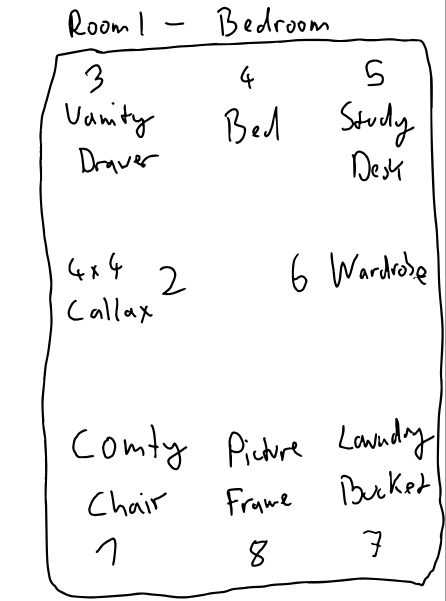 Room 1 - Bedroom
3 4 5
Vanity Bed Study
Drawer Desk
4x4 2 6 Wardrobe
Callax
Comfy Picture Laundry
Chair Frame Bucket
1 8 7